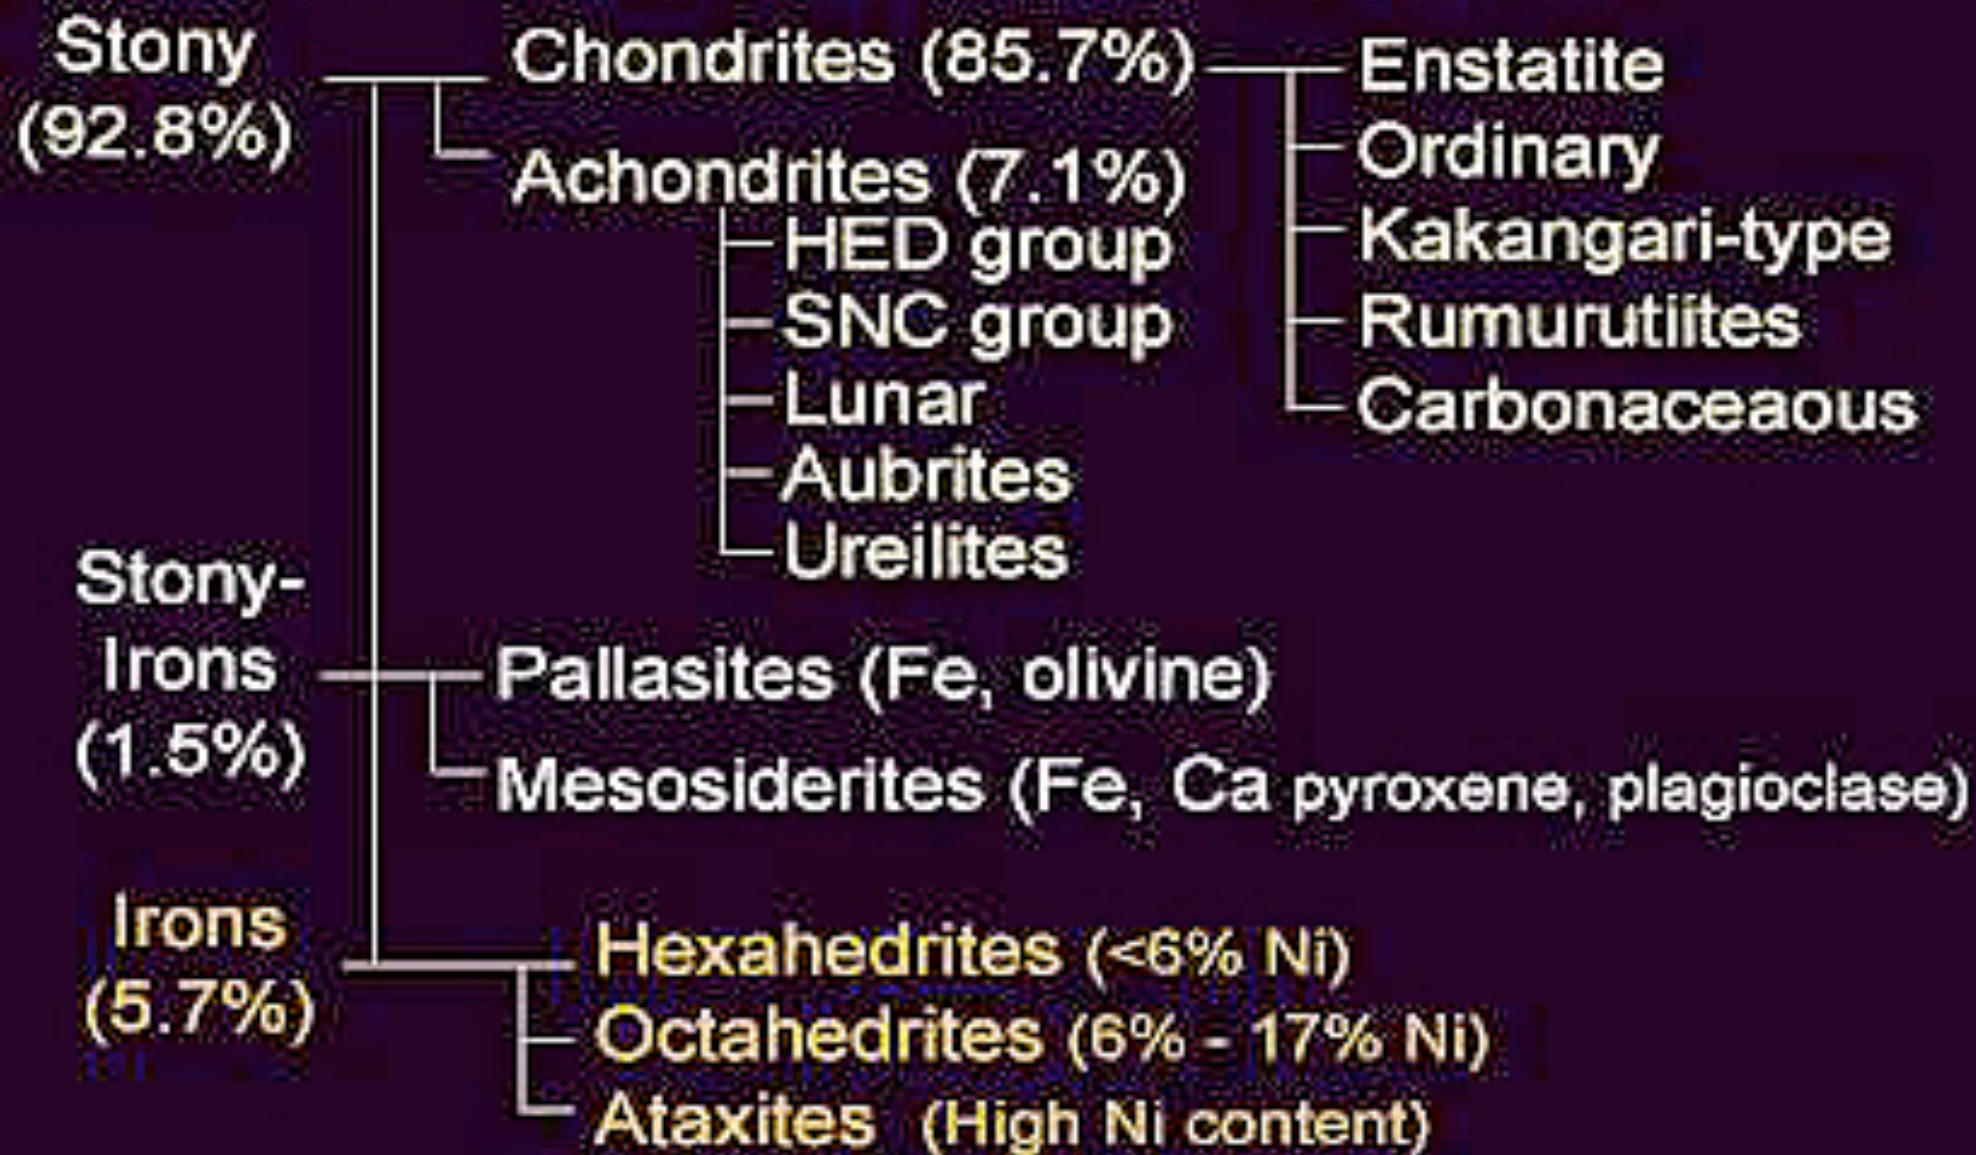 Stony
(92.8%)
Chondrites (85.7%)
Achondrites (7.1%)
HED group
SNC group
Lunar
Aubrites
Ureilites
Enstatite
Ordinary
Kakangari-type
Rumurutiites
Carbonaceaous
Stony-
Irons
(1.5%)
Pallasites (Fe, olivine)
Mesosiderites (Fe, Ca pyroxene, plagioclase)
Irons
(5.7%)
Hexahedrites (<6% Ni)
Octahedrites (6% - 17% Ni)
Ataxites (High Ni content)